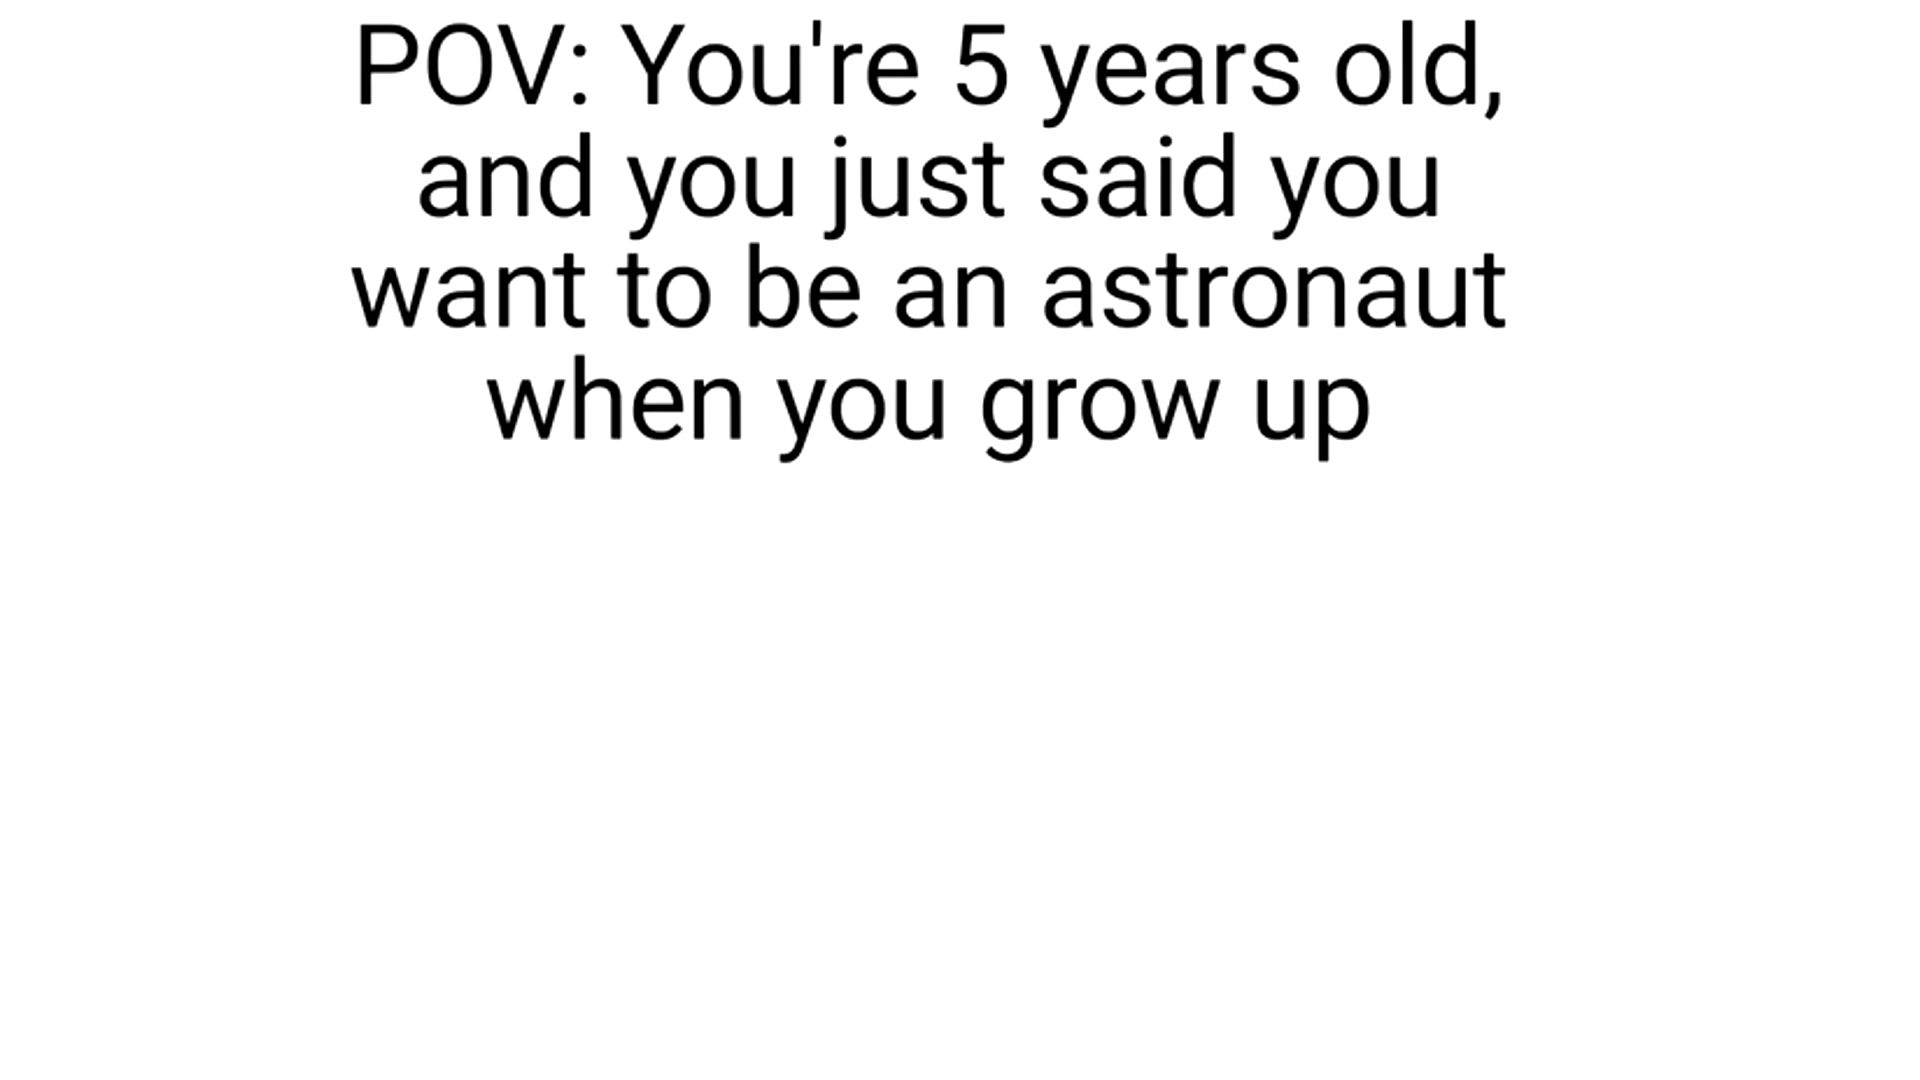 POV: You're 5 years old,
and you just said you
want to be an astronaut
when you grow up